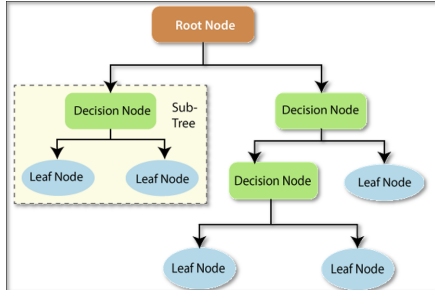 Root Node
Decision Node
Sub-
Tree
Decision Node
Leaf Node
Leaf Node
Decision Node
Leaf Node
Leaf Node
Leaf Node